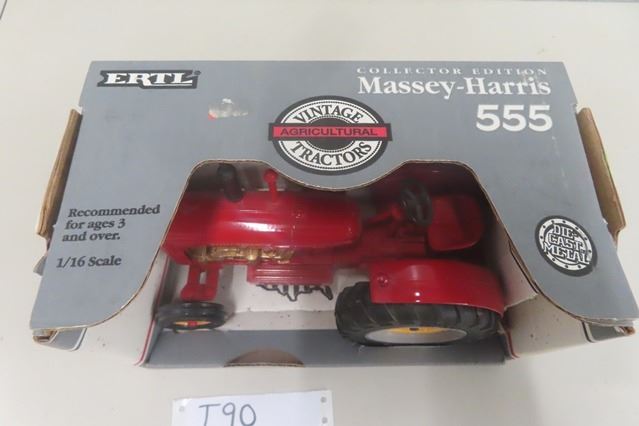 ERTL
COLLECTOR EDITION
Massey-Harris
555
VINTAGE
AGRICULTURAL
TRACTORS
Recommended
for ages 3
and over.
1/16 Scale
DIE-
CAST
METAL
T90